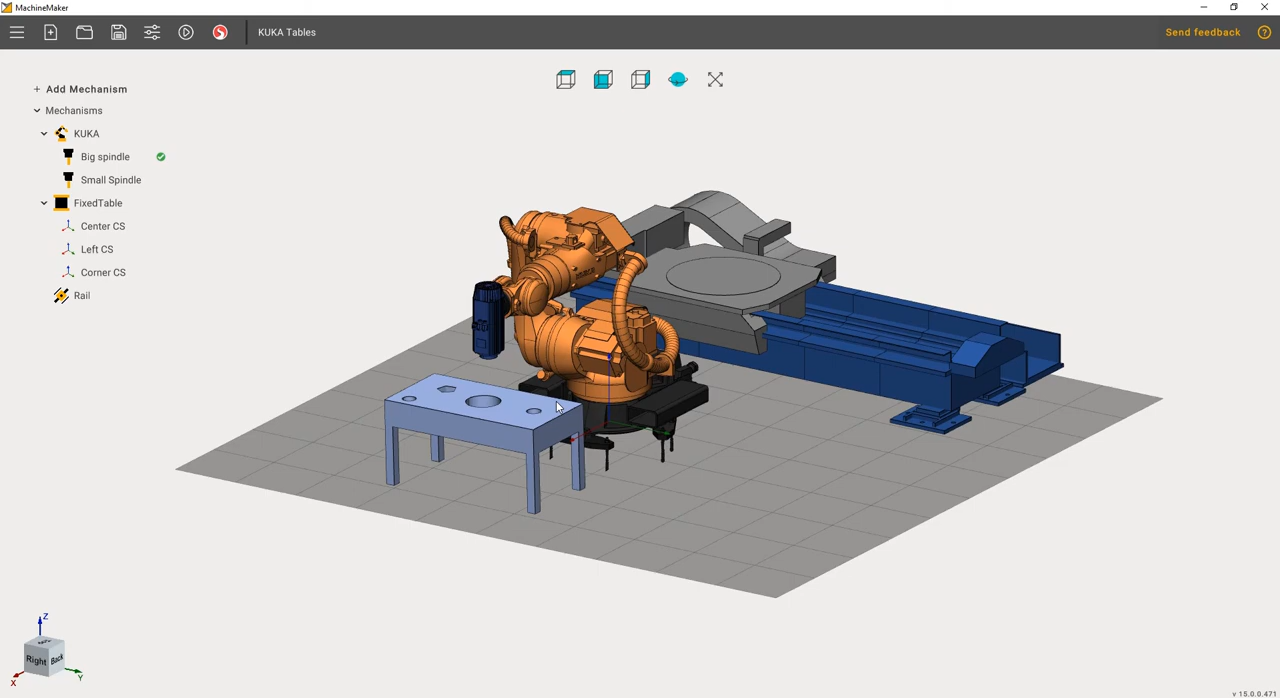 MachineMaker
KUKA Tables
Send feedback
+ Add Mechanism
Mechanisms
KUKA
Big spindle
Small Spindle
FixedTable
Center CS
Left CS
Corner CS
Rail
Z
Right
Back
X
Y
v 15.0.0.471